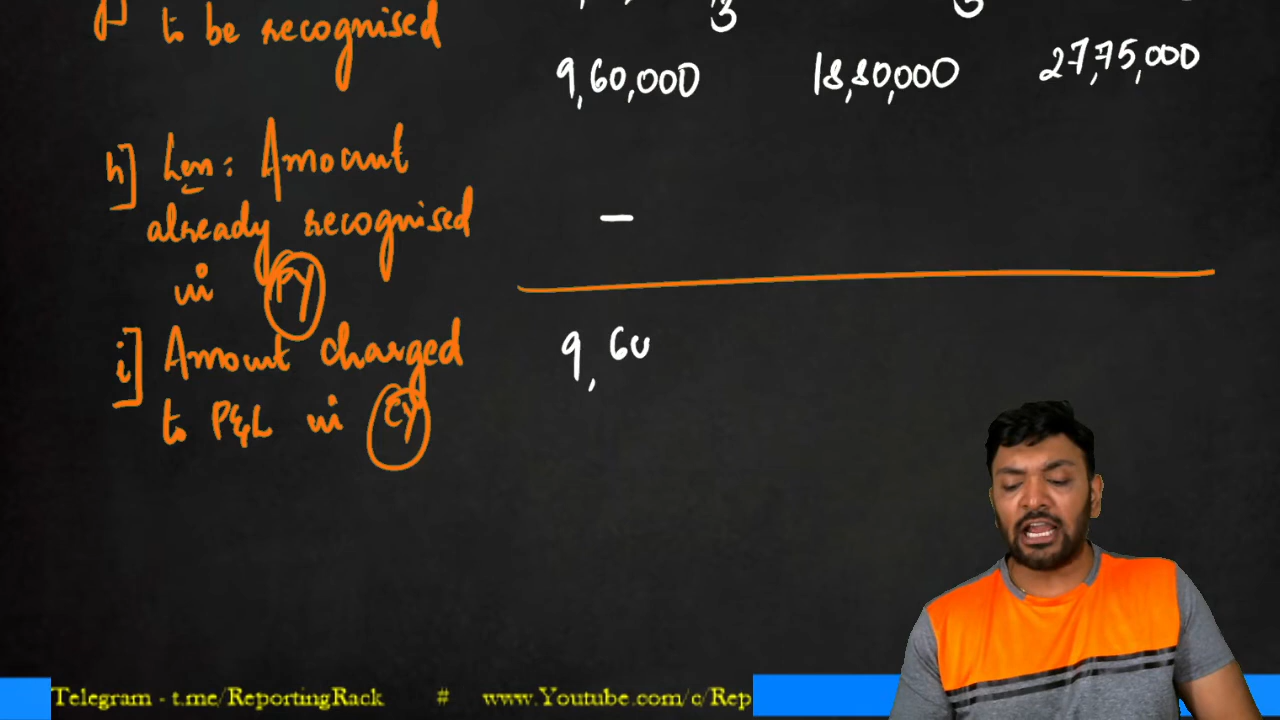 to be recognised
3 3
9,60,000 18,80,000 27,75,000
h] Less: Amount
already recognised —
in PY
i] Amount charged 9,60
to P&L in CY
Telegram - t.me/ReportingRack # www.Youtube.com/c/Rep